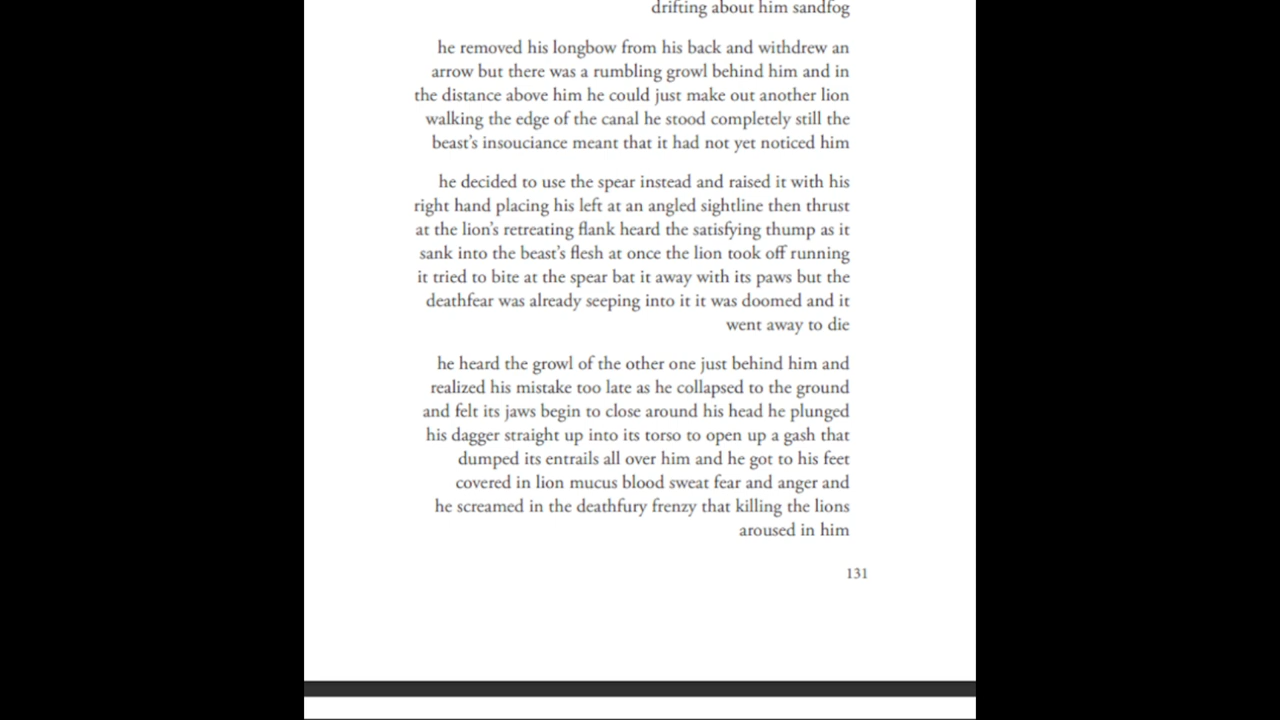 drifting about him sandfog
he removed his longbow from his back and withdrew an
arrow but there was a rumbling growl behind him and in
the distance above him he could just make out another lion
walking the edge of the canal he stood completely still the
beast's insouciance meant that it had not yet noticed him
he decided to use the spear instead and raised it with his
right hand placing his left at an angled sightline then thrust
at the lion's retreating flank heard the satisfying thump as it
sank into the beast's flesh at once the lion took off running
it tried to bite at the spear bat it away with its paws but the
deathfear was already seeping into it it was doomed and it
went away to die
he heard the growl of the other one just behind him and
realized his mistake too late as he collapsed to the ground
and felt its jaws begin to close around his head he plunged
his dagger straight up into its torso to open up a gash that
dumped its entrails all over him and he got to his feet
covered in lion mucus blood sweat fear and anger and
he screamed in the deathfury frenzy that killing the lions
aroused in him
131